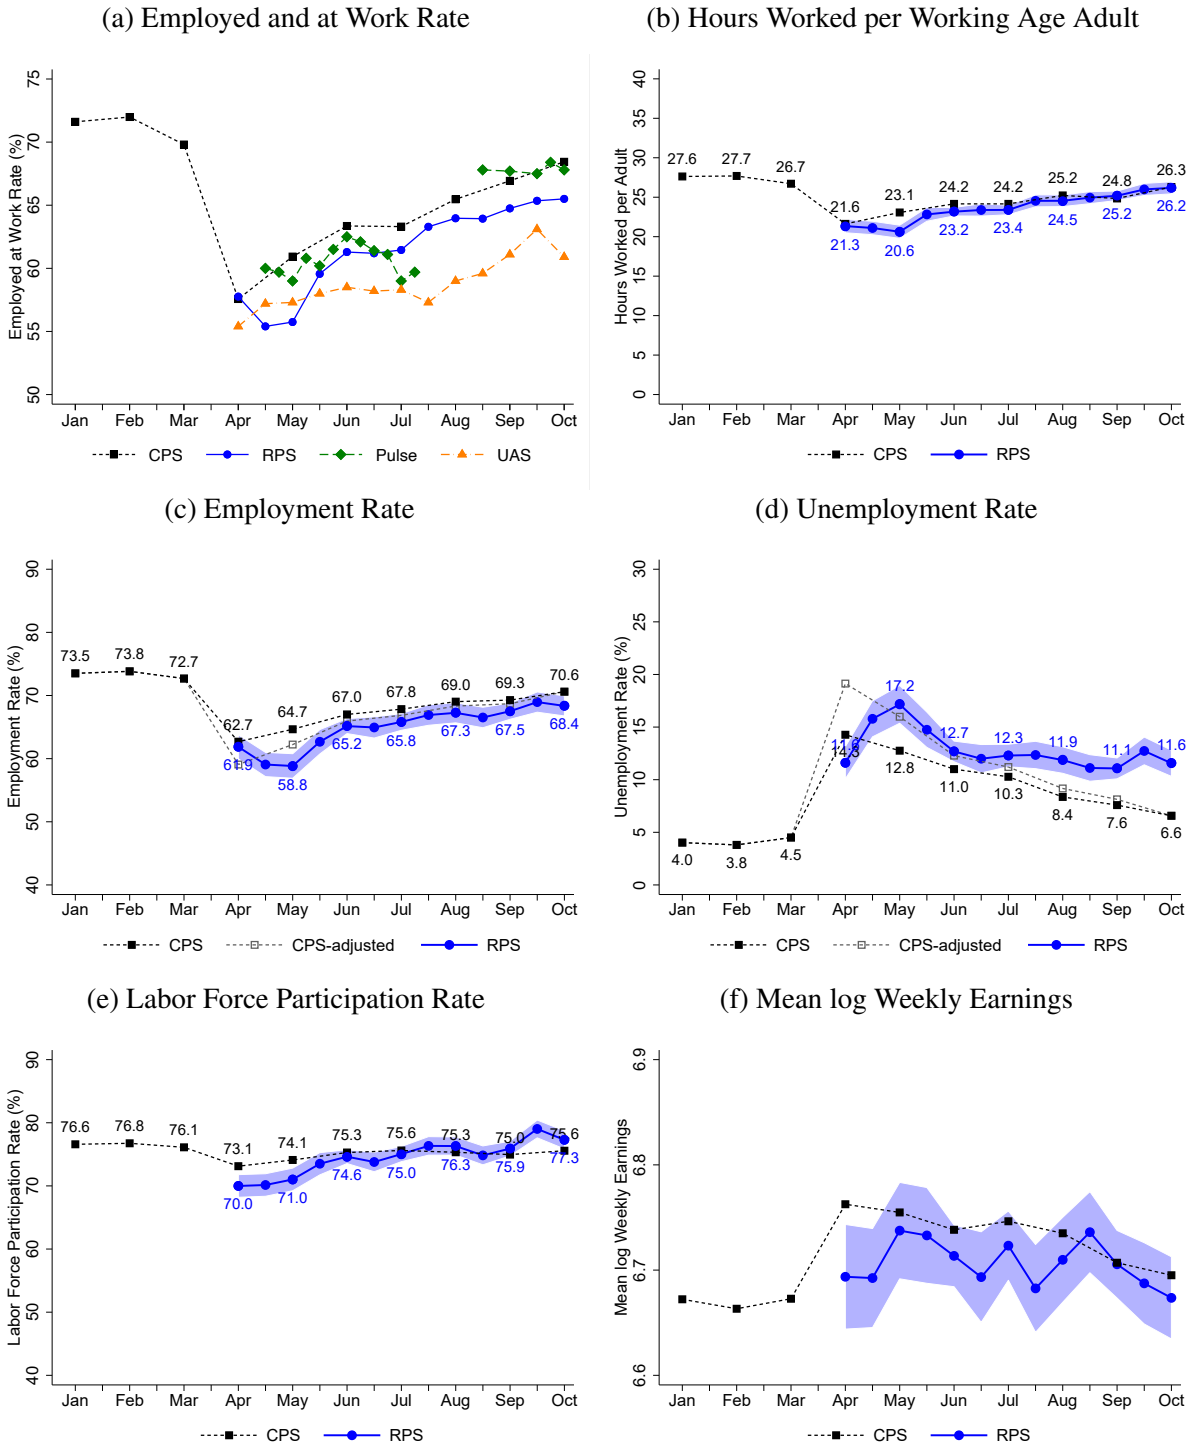 (a) Employed and at Work Rate
Employed at Work Rate (%)
75
70
65
60
55
50
Jan Feb Mar Apr May Jun Jul Aug Sep Oct
CPS RPS Pulse UAS
(b) Hours Worked per Working Age Adult
Hours Worked per Adult
40
35
30
25
20
15
10
5
0
27.6 27.7 26.7 21.6 23.1 24.2 24.2 25.2 24.8 26.3
21.3 20.6 23.2 23.4 24.5 25.2 26.2
Jan Feb Mar Apr May Jun Jul Aug Sep Oct
CPS RPS
(c) Employment Rate
Employment Rate (%)
90
80
70
60
50
40
73.5 73.8 72.7 62.7 64.7 67.0 67.8 69.0 69.3 70.6
61.9 58.8 65.2 65.8 67.3 67.5 68.4
Jan Feb Mar Apr May Jun Jul Aug Sep Oct
CPS CPS-adjusted RPS
(d) Unemployment Rate
Unemployment Rate (%)
30
25
20
15
10
5
0
11.6 17.2 12.7 12.3 11.9 11.1 11.6
4.0 3.8 4.5 14.3 12.8 11.0 10.3 8.4 7.6 6.6
Jan Feb Mar Apr May Jun Jul Aug Sep Oct
CPS CPS-adjusted RPS
(e) Labor Force Participation Rate
Labor Force Participation Rate (%)
90
80
70
60
50
40
76.6 76.8 76.1 73.1 74.1 75.3 75.6 75.3 75.0 75.6
70.0 71.0 74.6 75.0 76.3 75.9 77.3
Jan Feb Mar Apr May Jun Jul Aug Sep Oct
CPS RPS
(f) Mean log Weekly Earnings
Mean log Weekly Earnings
6.9
6.8
6.7
6.6
Jan Feb Mar Apr May Jun Jul Aug Sep Oct
CPS RPS